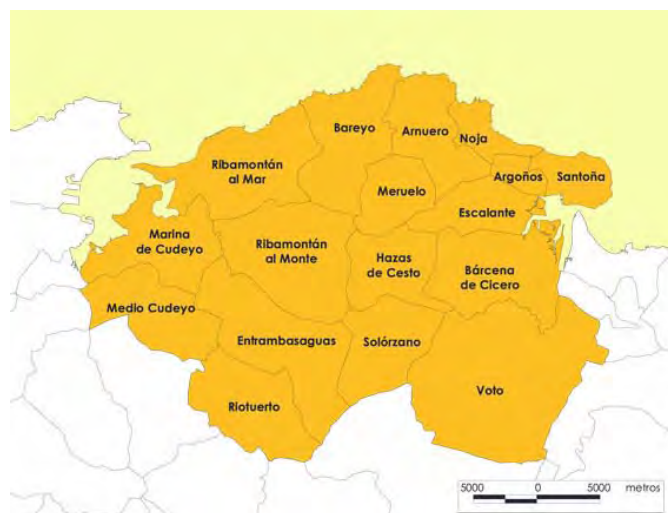 Bareyo
Arnuero
Noja
Ribamontán
al Mar
Meruelo
Argoños
Santoña
Escalante
Marina
de Cudeyo
Ribamontán
al Monte
Hazas
de Cesto
Bárcena
de Cicero
Medio Cudeyo
Entrambasaguas
Solórzano
Riotuerto
Voto
5000 0 5000 metros